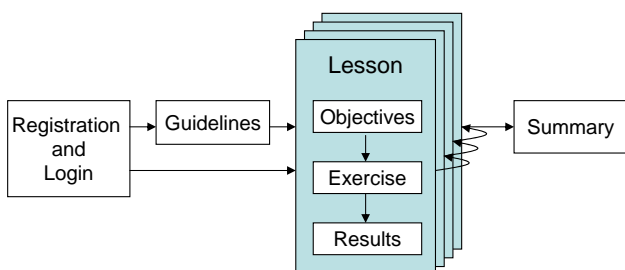 Registration
and
Login
Guidelines
Lesson
Objectives
Exercise
Results
Summary